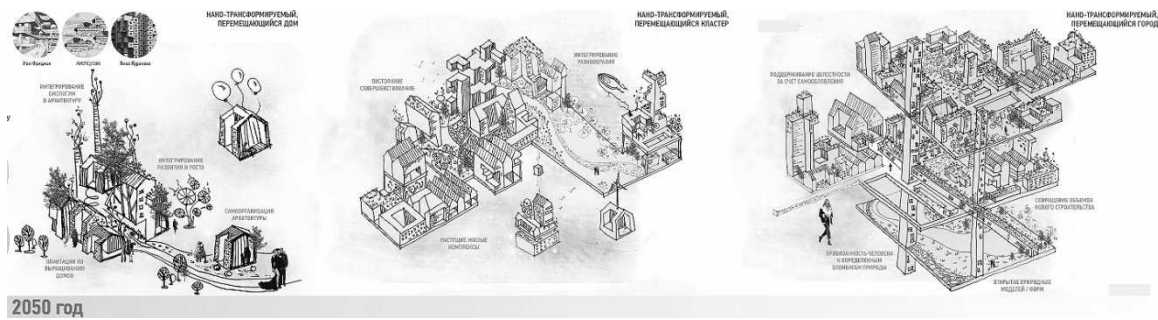 НАНО-ТРАНСФОРМИРУЕМЫЙ,
ПЕРЕМЕЩАЮЩИЙСЯ ДОМ
ИНТЕГРИРОВАНИЕ
БИОЛОГИИ
В АРХИТЕКТУРУ
ИНТЕГРИРОВАНИЕ
РАЗВИТИЯ И РОСТА
САМООРГАНИЗАЦИЯ
АРХИТЕКТУРЫ
ПЛАНТАЦИЯ ПО
ВЫРАЩИВАНИЮ
ДОМОВ
НАНО-ТРАНСФОРМИРУЕМЫЙ,
ПЕРЕМЕЩАЮЩИЙСЯ КЛАСТЕР
ПОСТОЯННОЕ
СОВЕРШЕНСТВОВАНИЕ
ИНТЕГРИРОВАНИЕ
РАЗНООБРАЗИЯ
РАСТУЩИЕ ЖИЛЫЕ
КОМПЛЕКСЫ
НАНО-ТРАНСФОРМИРУЕМЫЙ,
ПЕРЕМЕЩАЮЩИЙСЯ ГОРОД
ПОДДЕРЖИВАНИЕ ЦЕЛОСТНОСТИ
ЗА СЧЕТ САМООБНОВЛЕНИЯ
СОКРАЩЕНИЕ ОБЪЕМОВ
НОВОГО СТРОИТЕЛЬСТВА
ПРИВЯЗАННОСТЬ ЧЕЛОВЕКА
К ОПРЕДЕЛЕННЫМ
ЭЛЕМЕНТАМ ПРИРОДЫ
ОТКРЫТИЕ ПРИРОДНЫХ
МОДЕЛЕЙ / ФОРМ
2050 год